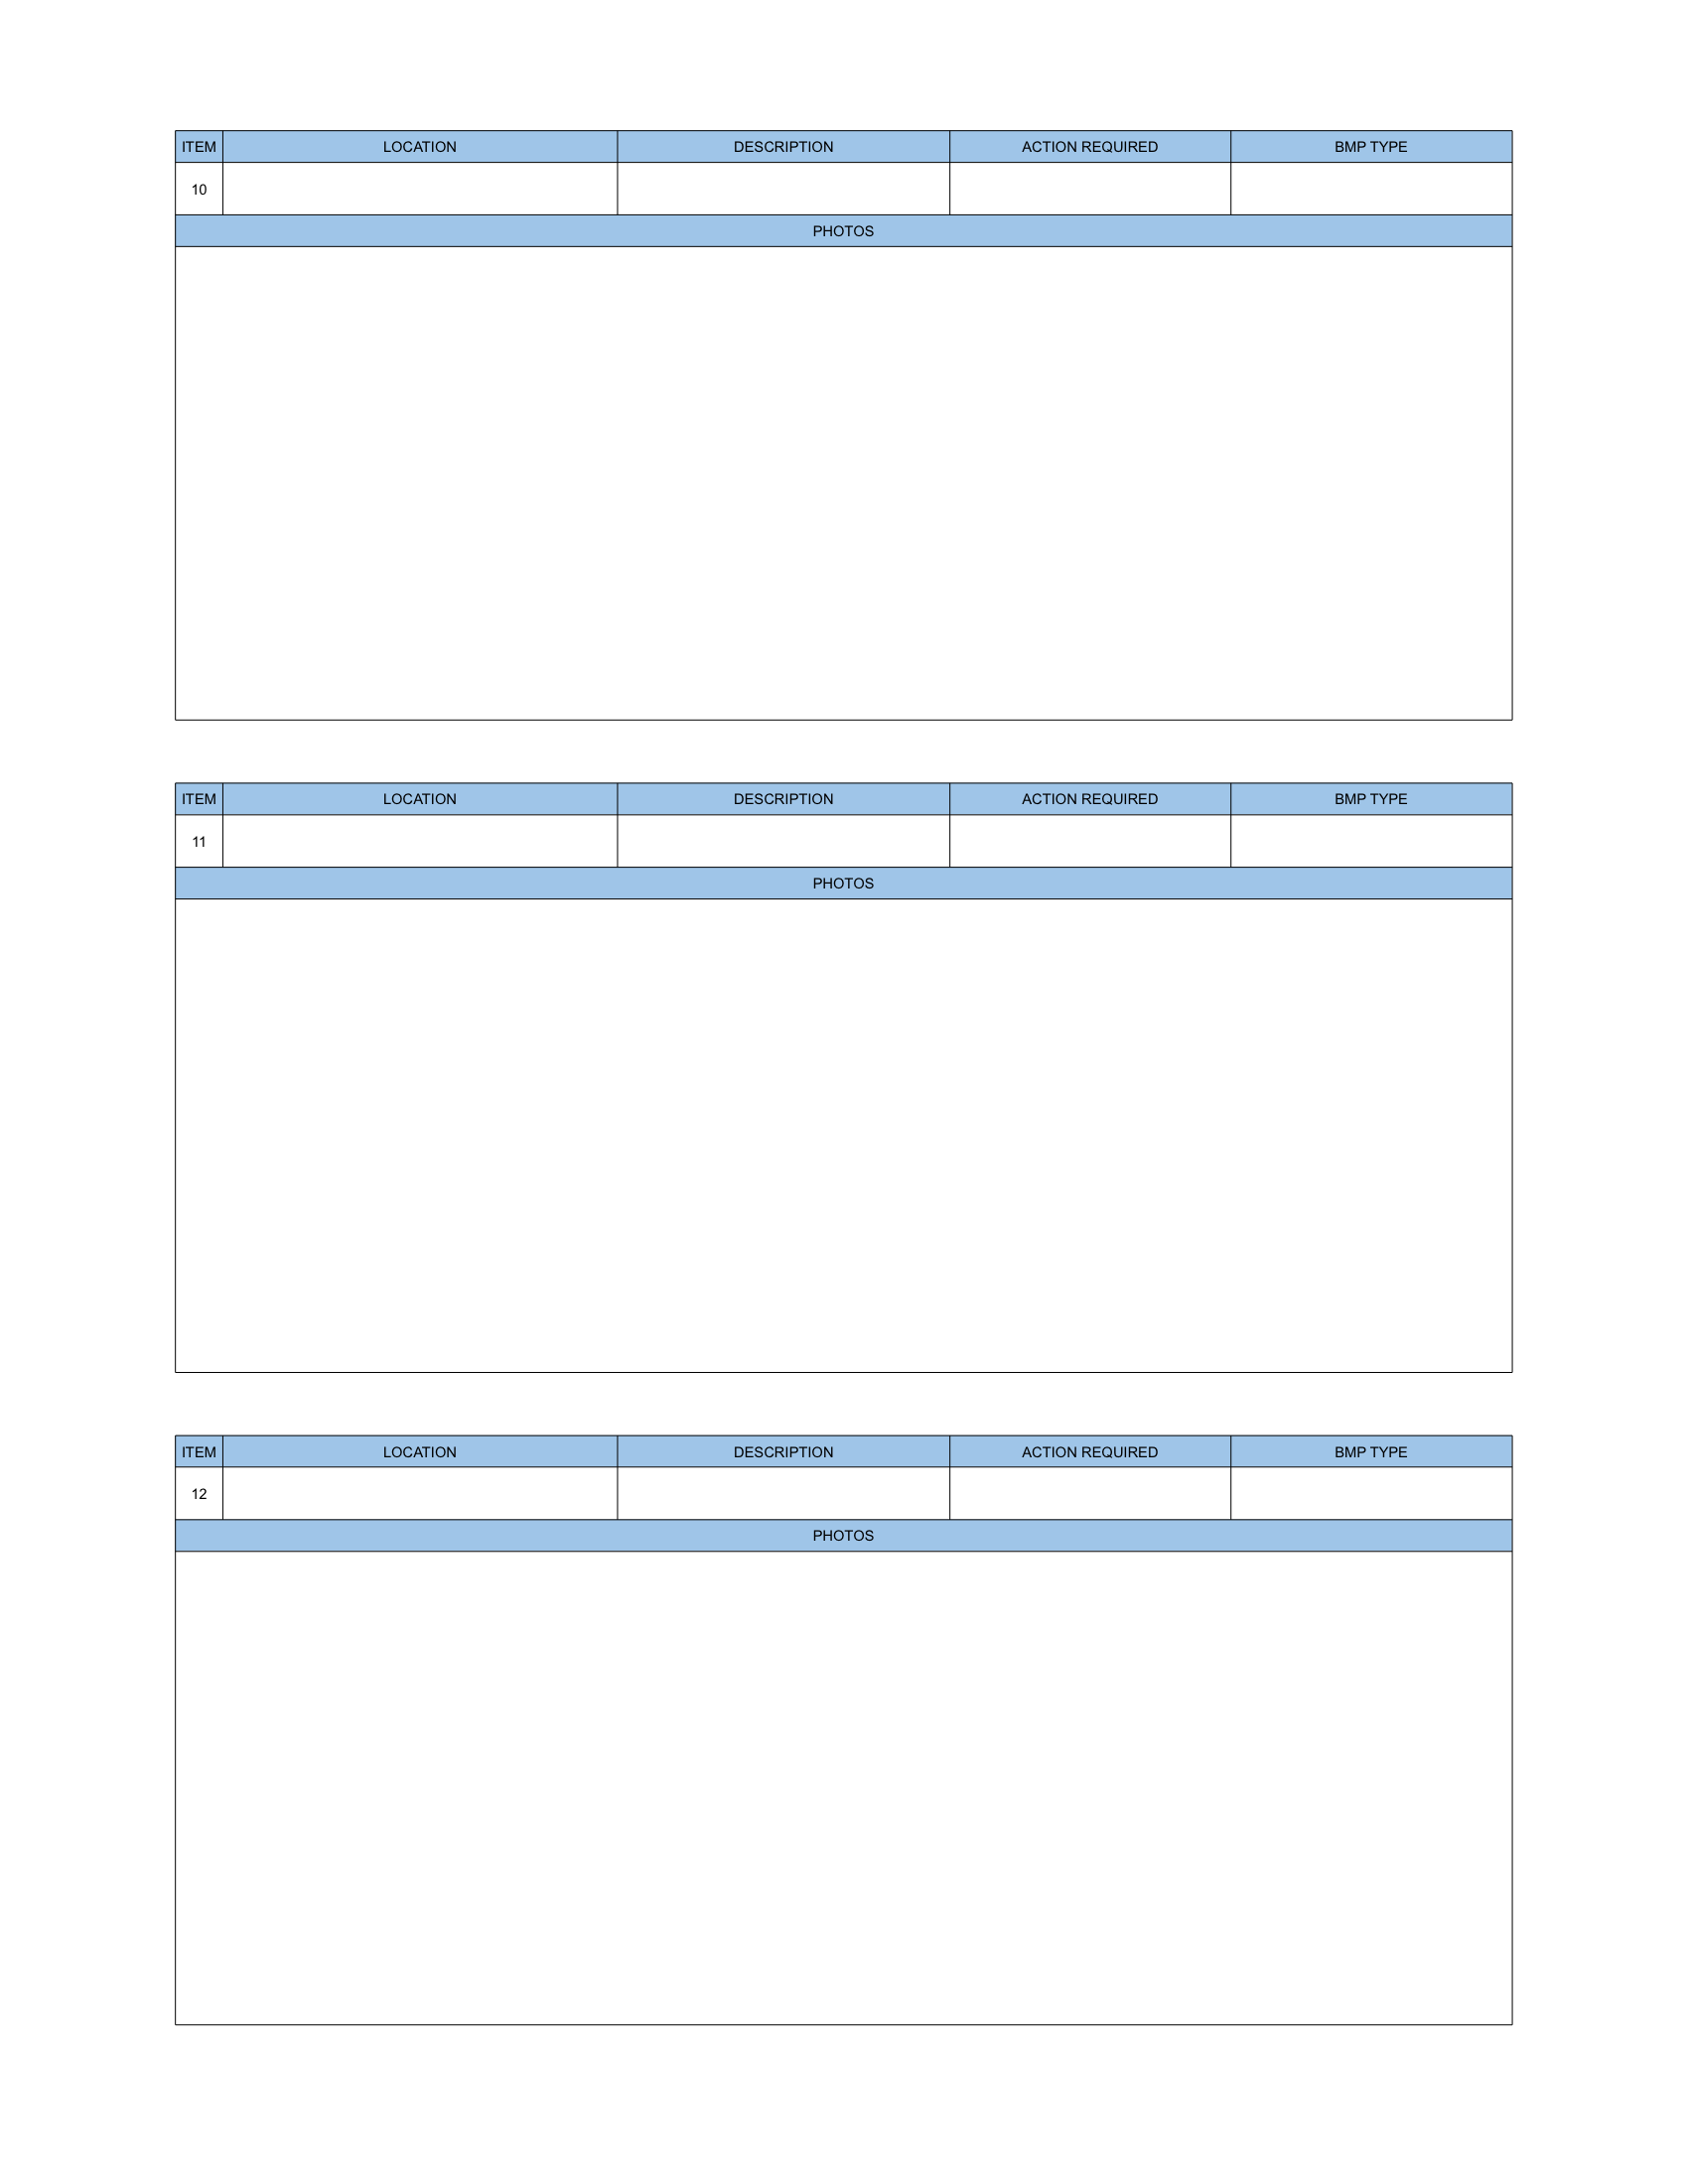 ITEM LOCATION DESCRIPTION ACTION REQUIRED BMP TYPE
10
PHOTOS
ITEM LOCATION DESCRIPTION ACTION REQUIRED BMP TYPE
11
PHOTOS
ITEM LOCATION DESCRIPTION ACTION REQUIRED BMP TYPE
12
PHOTOS